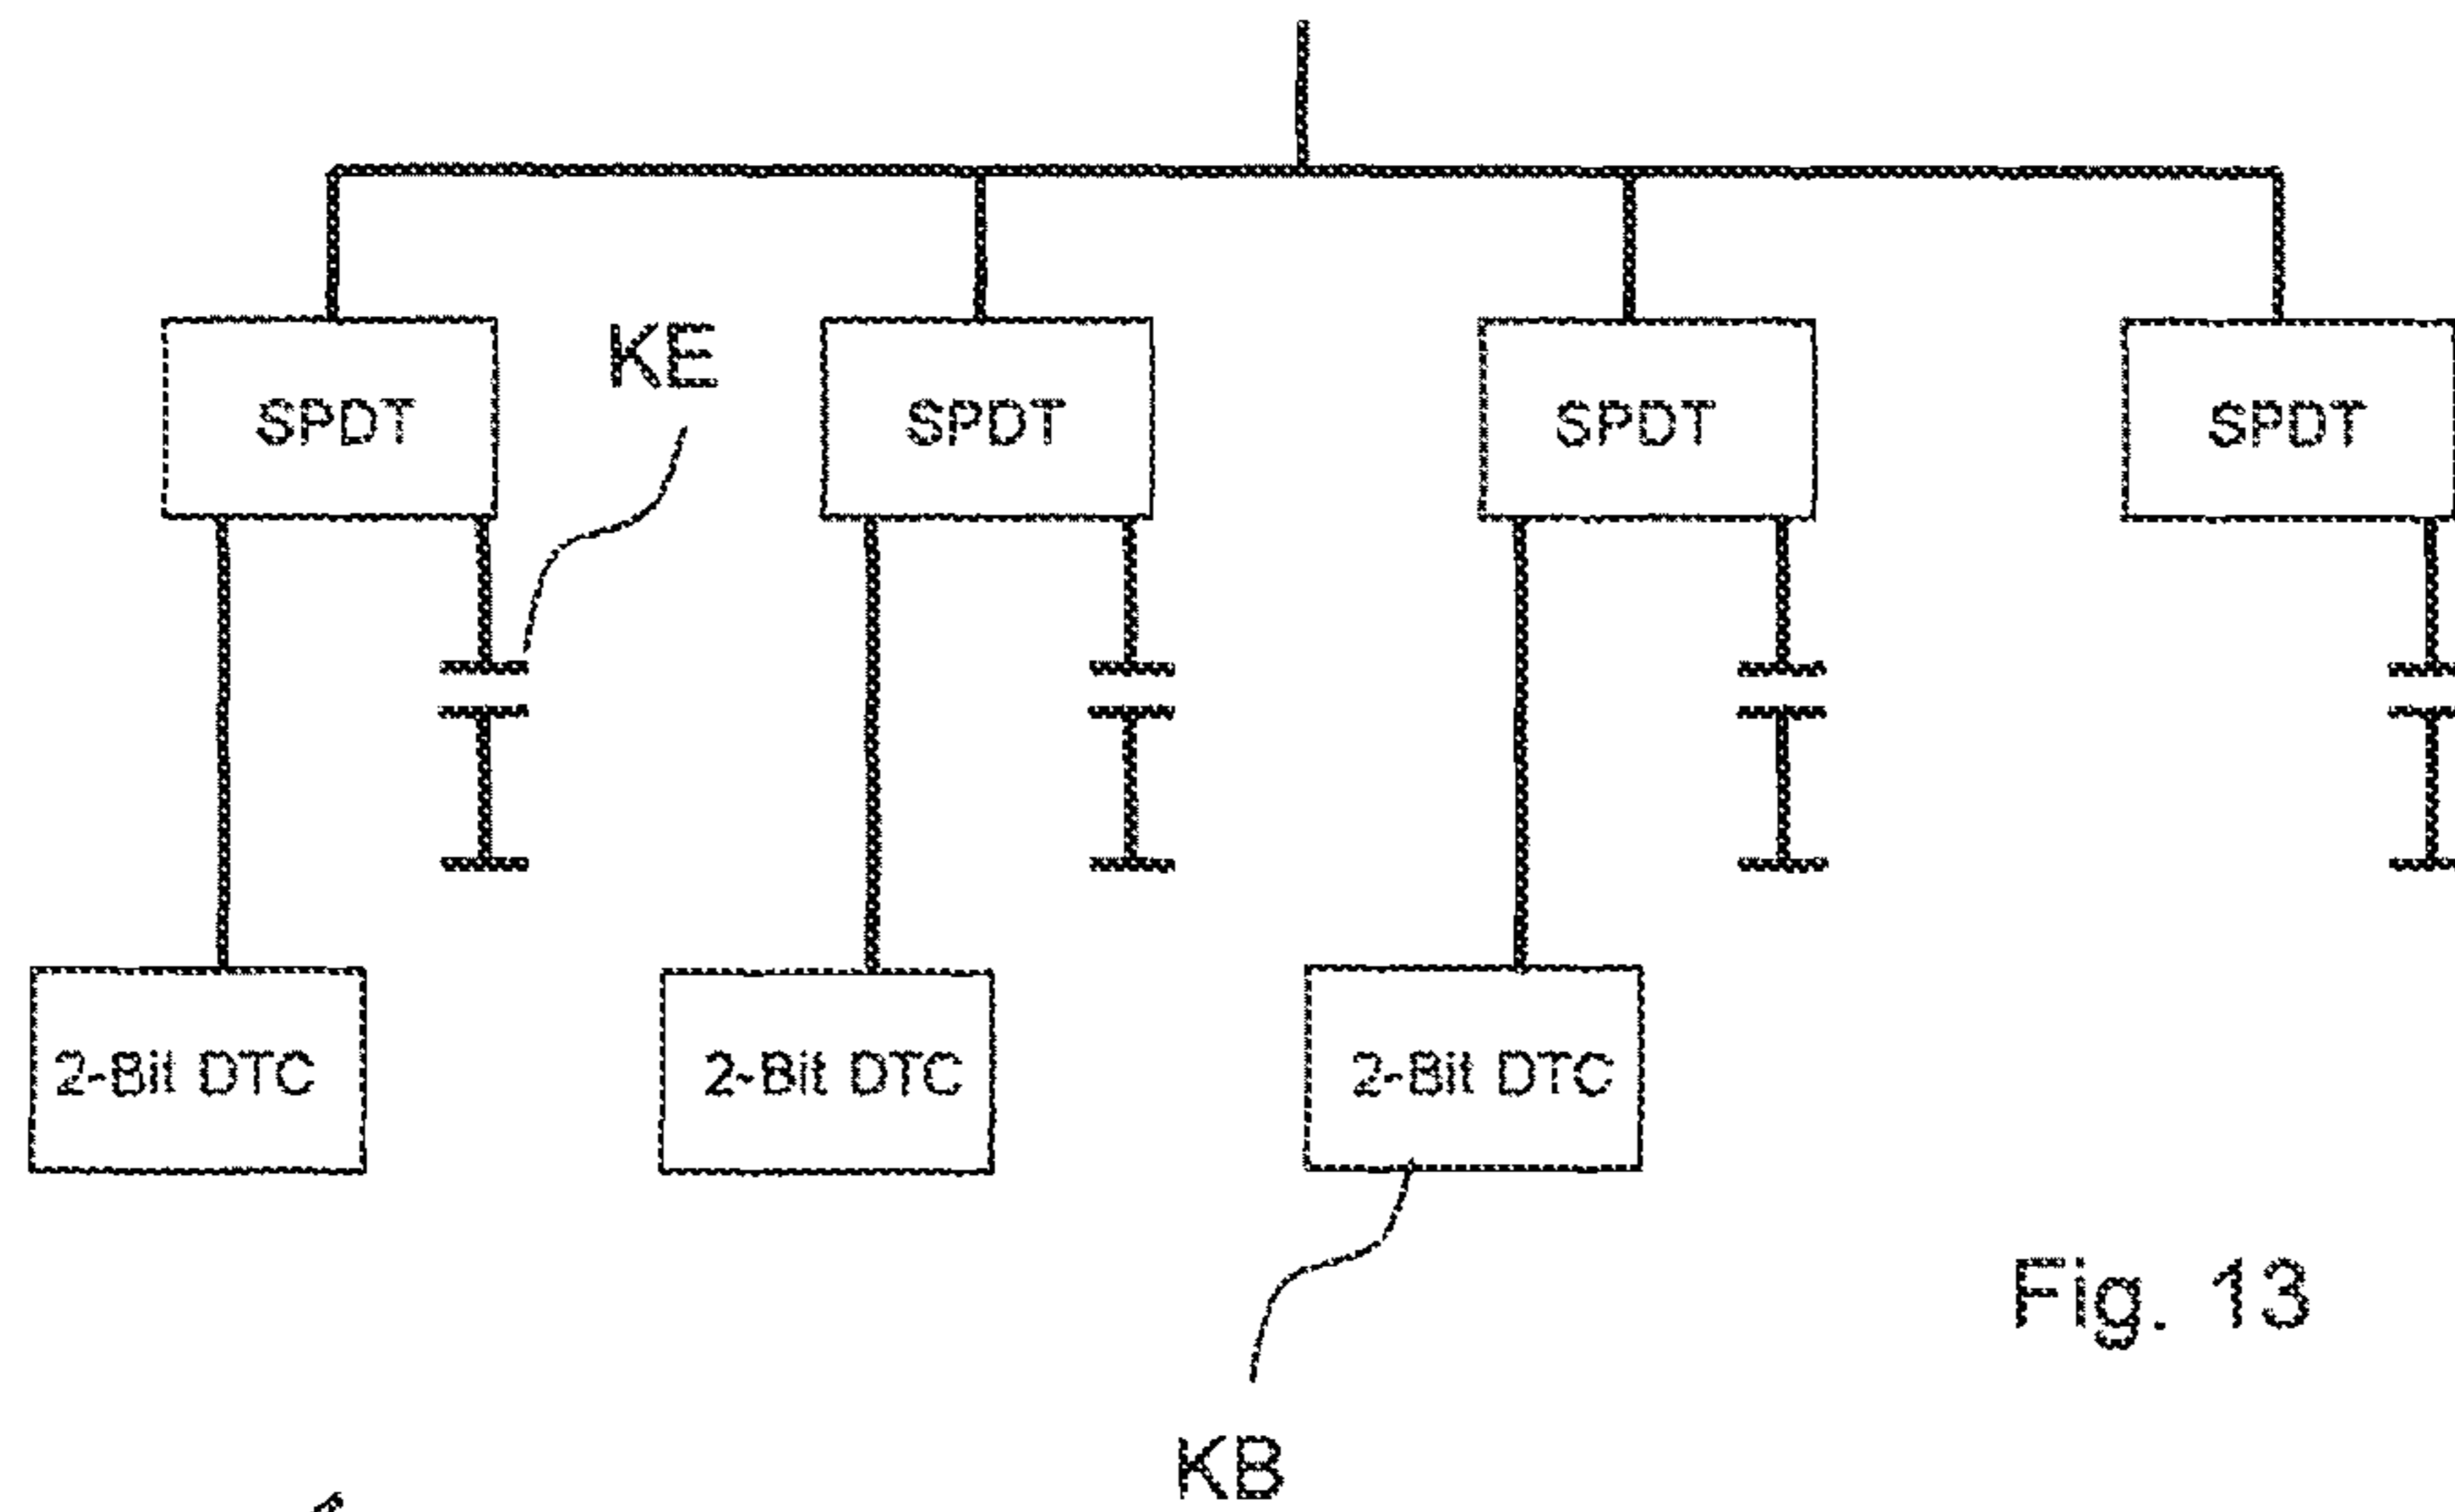 KE
SPDT SPDT SPDT SPDT
2-Bit DTC 2-Bit DTC 2-Bit DTC
Fig. 13
KB